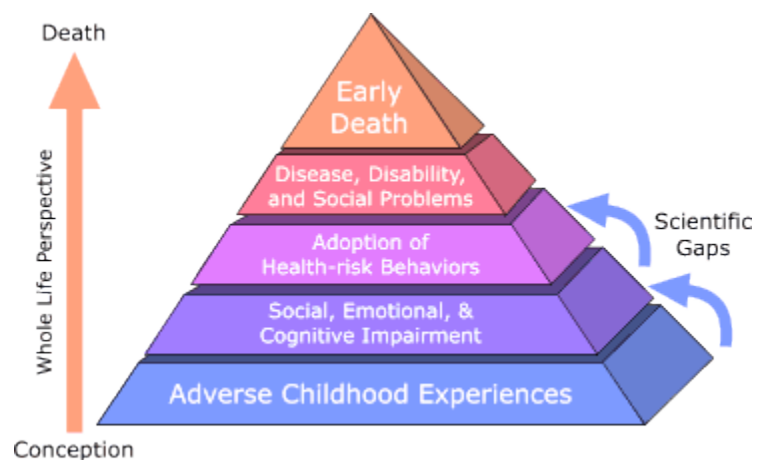 Death
Whole Life Perspective
Conception
Early
Death
Disease, Disability,
and Social Problems
Adoption of
Health-risk Behaviors
Social, Emotional, &
Cognitive Impairment
Adverse Childhood Experiences
Scientific
Gaps